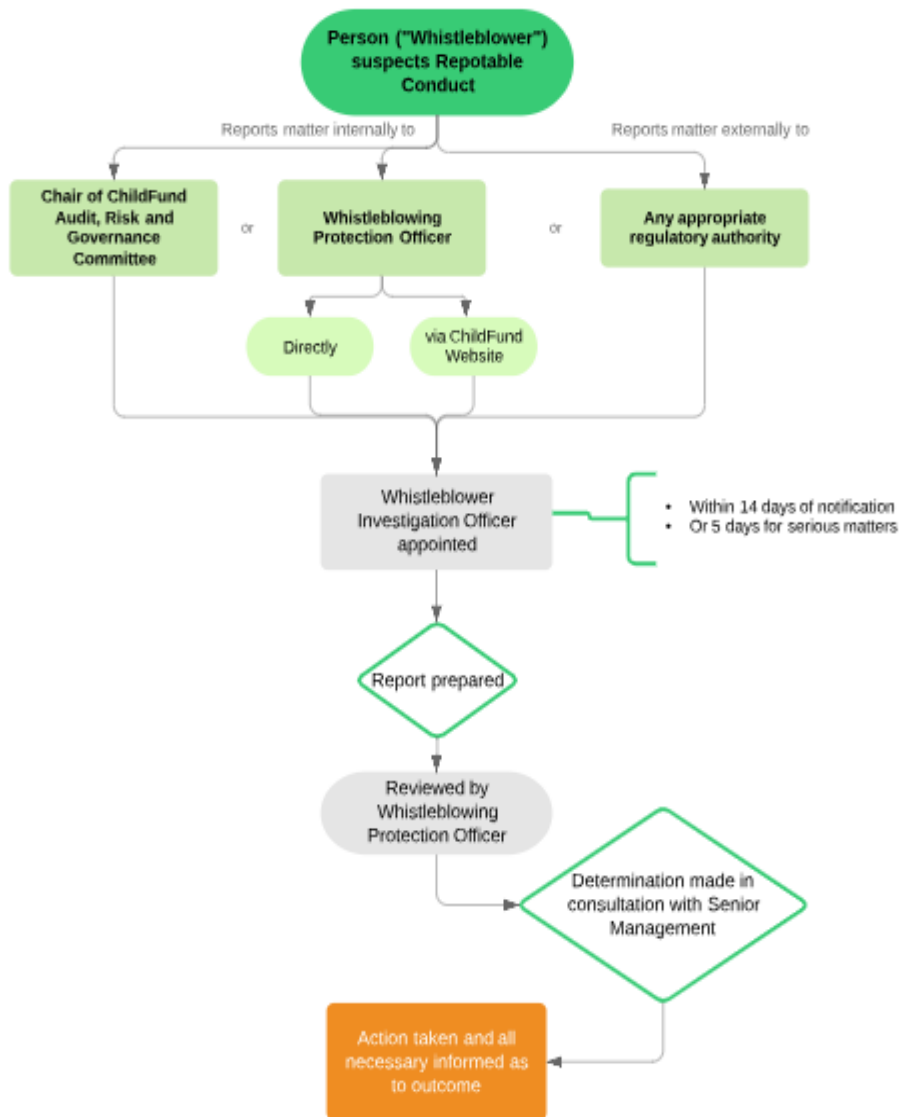 Person ("Whistleblower")
suspects Repotable
Conduct
Reports matter internally to
Reports matter externally to
Chair of ChildFund
Audit, Risk and
Governance
Committee
or
Whistleblowing
Protection Officer
or
Any appropriate
regulatory authority
Directly
via ChildFund
Website
Whistleblower
Investigation Officer
appointed
• Within 14 days of notification
• Or 5 days for serious matters
Report prepared
Reviewed by
Whistleblowing
Protection Officer
Determination made in
consultation with Senior
Management
Action taken and all
necessary informed as
to outcome